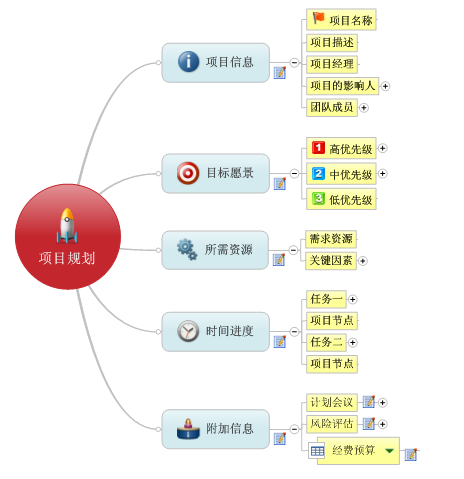 项目规划
项目信息
项目名称
项目描述
项目经理
项目的影响人
团队成员
目标愿景
1 高优先级
2 中优先级
3 低优先级
所需资源
需求资源
关键因素
时间进度
任务一
项目节点
任务二
项目节点
附加信息
计划会议
风险评估
经费预算